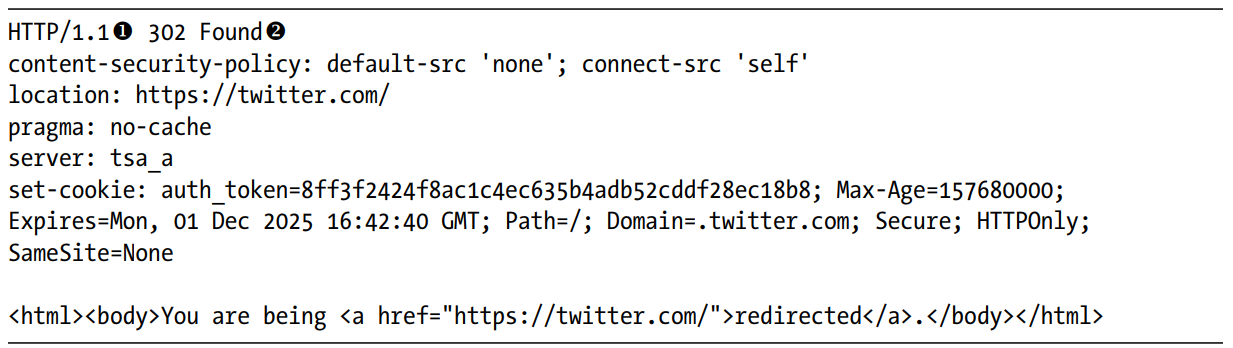 HTTP/1.1❶ 302 Found❷
content-security-policy: default-src 'none'; connect-src 'self'
location: https://twitter.com/
pragma: no-cache
server: tsa_a
set-cookie: auth_token=8ff3f2424f8ac1c4ec635b4adb52cddf28ec18b8; Max-Age=157680000;
Expires=Mon, 01 Dec 2025 16:42:40 GMT; Path=/; Domain=.twitter.com; Secure; HTTPOnly;
SameSite=None

<html><body>You are being <a href="https://twitter.com/">redirected</a>.</body></html>